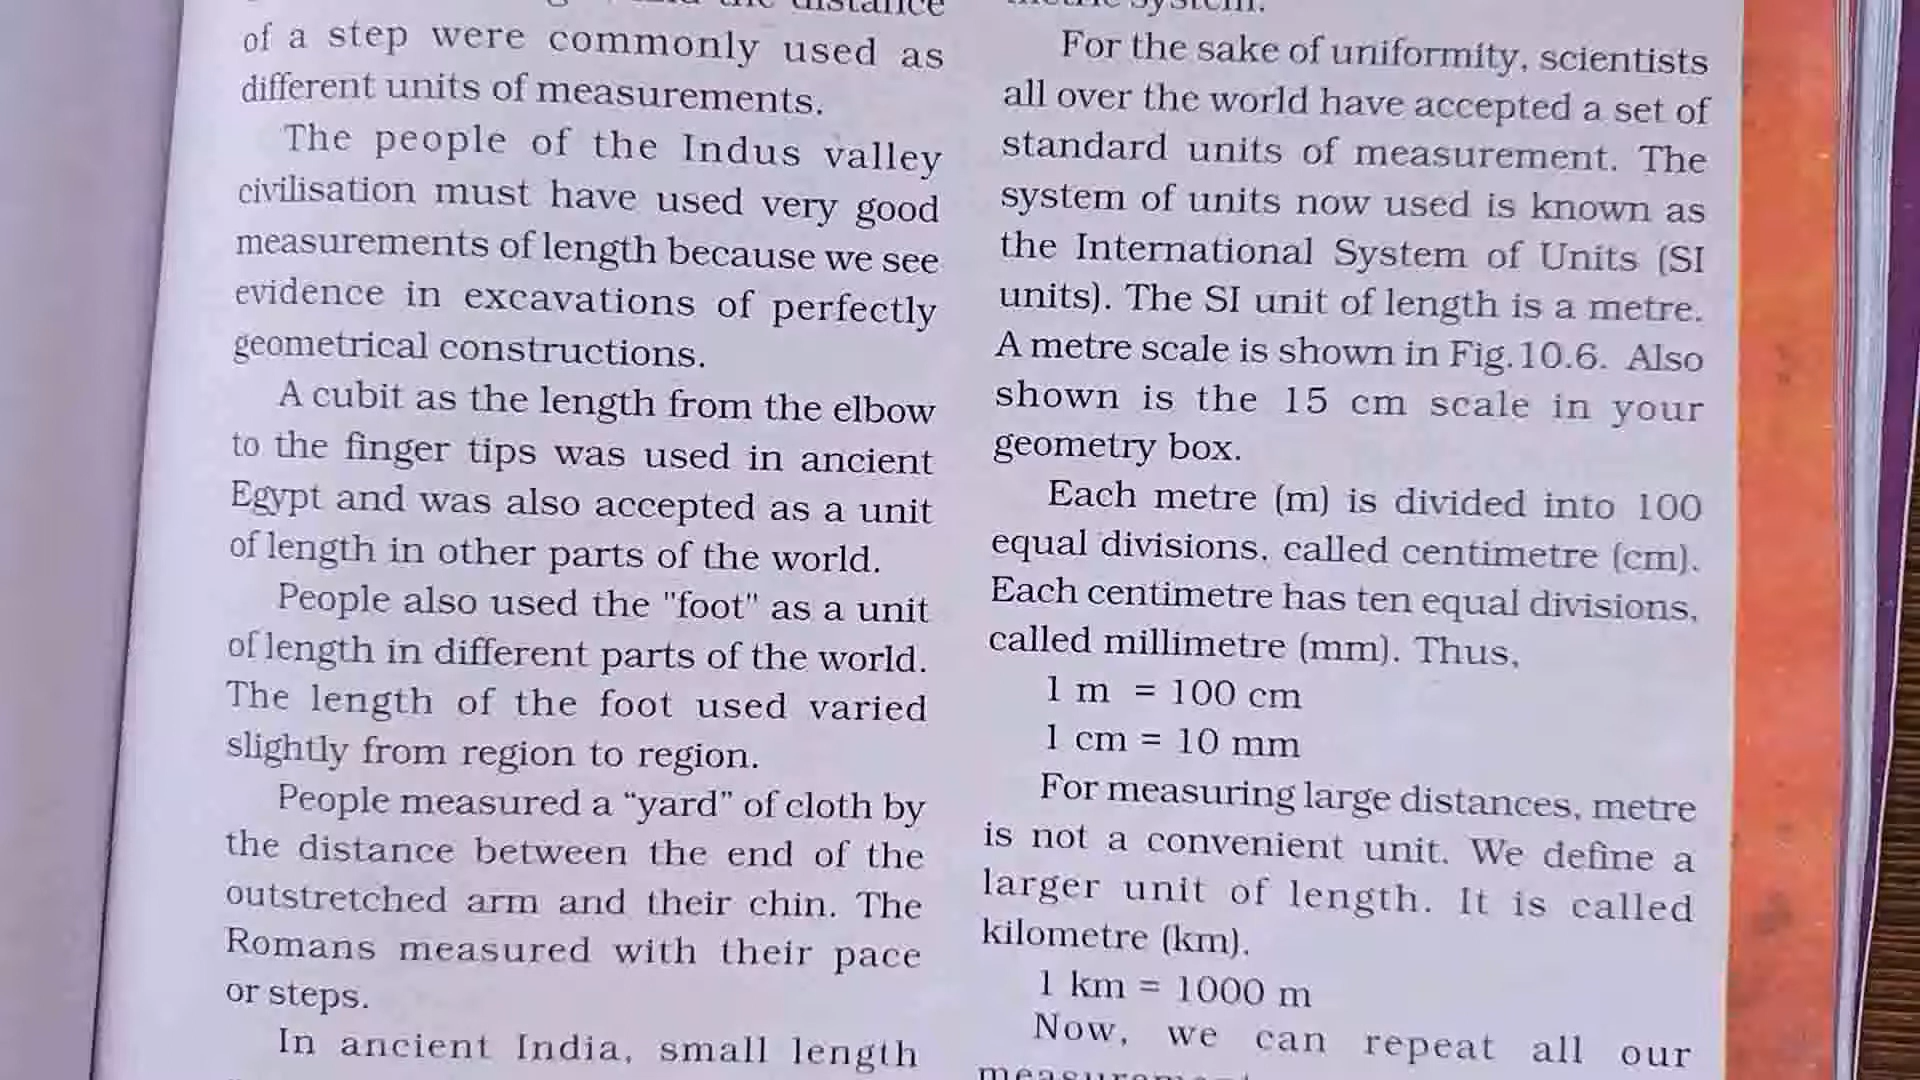 the distance
of a step were commonly used as
different units of measurements.
The people of the Indus valley
civilisation must have used very good
measurements of length because we see
evidence in excavations of perfectly
geometrical constructions.
A cubit as the length from the elbow
to the finger tips was used in ancient
Egypt and was also accepted as a unit
of length in other parts of the world.
People also used the "foot" as a unit
of length in different parts of the world.
The length of the foot used varied
slightly from region to region.
People measured a “yard” of cloth by
the distance between the end of the
outstretched arm and their chin. The
Romans measured with their pace
or steps.
In ancient India, small length
metric system.
For the sake of uniformity, scientists
all over the world have accepted a set of
standard units of measurement. The
system of units now used is known as
the International System of Units (SI
units). The SI unit of length is a metre.
A metre scale is shown in Fig.10.6. Also
shown is the 15 cm scale in your
geometry box.
Each metre (m) is divided into 100
equal divisions, called centimetre (cm).
Each centimetre has ten equal divisions,
called millimetre (mm). Thus,
1 m = 100 cm
1 cm = 10 mm
For measuring large distances, metre
is not a convenient unit. We define a
larger unit of length. It is called
kilometre (km).
1 km = 1000 m
Now, we can repeat all our